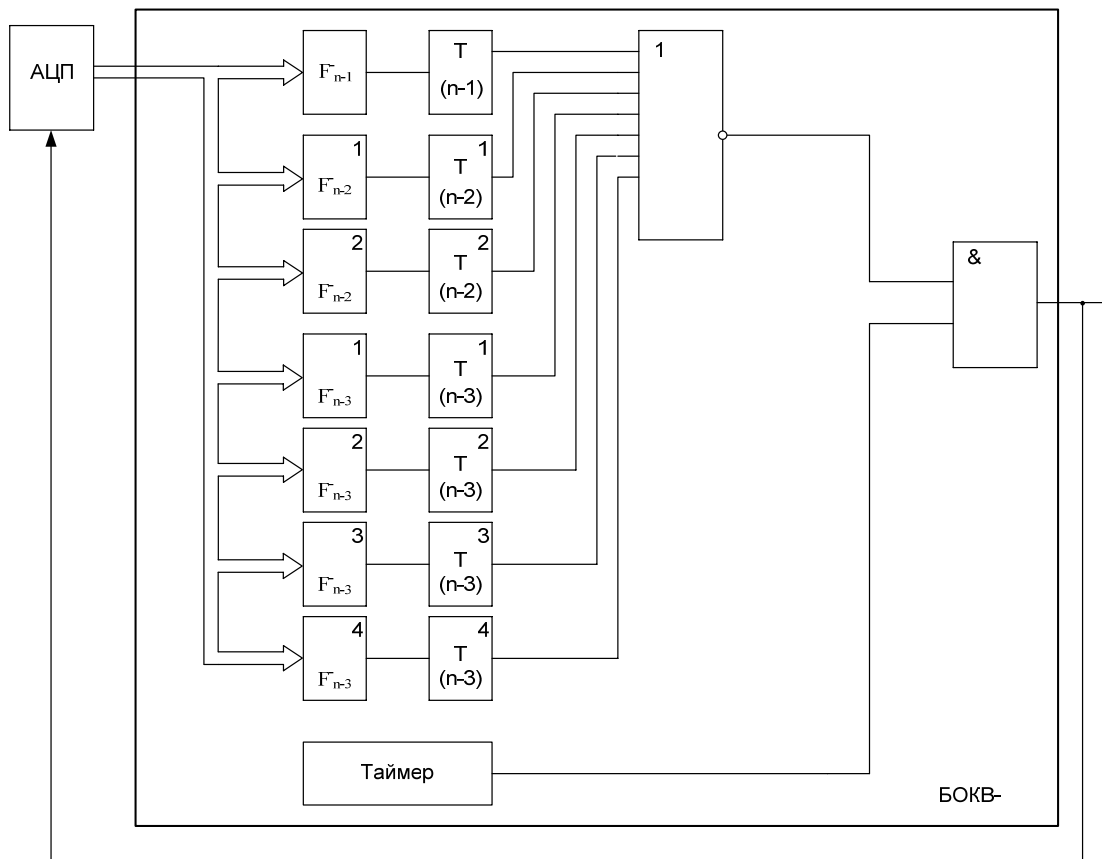 АЦП
F-n-1
T
(n-1)
1
1
F-n-2
1
T
(n-2)
2
F-n-2
2
T
(n-2)
&
1
F-n-3
1
T
(n-3)
2
F-n-3
2
T
(n-3)
3
F-n-3
3
T
(n-3)
4
F-n-3
4
T
(n-3)
Таймер
БОКВ-